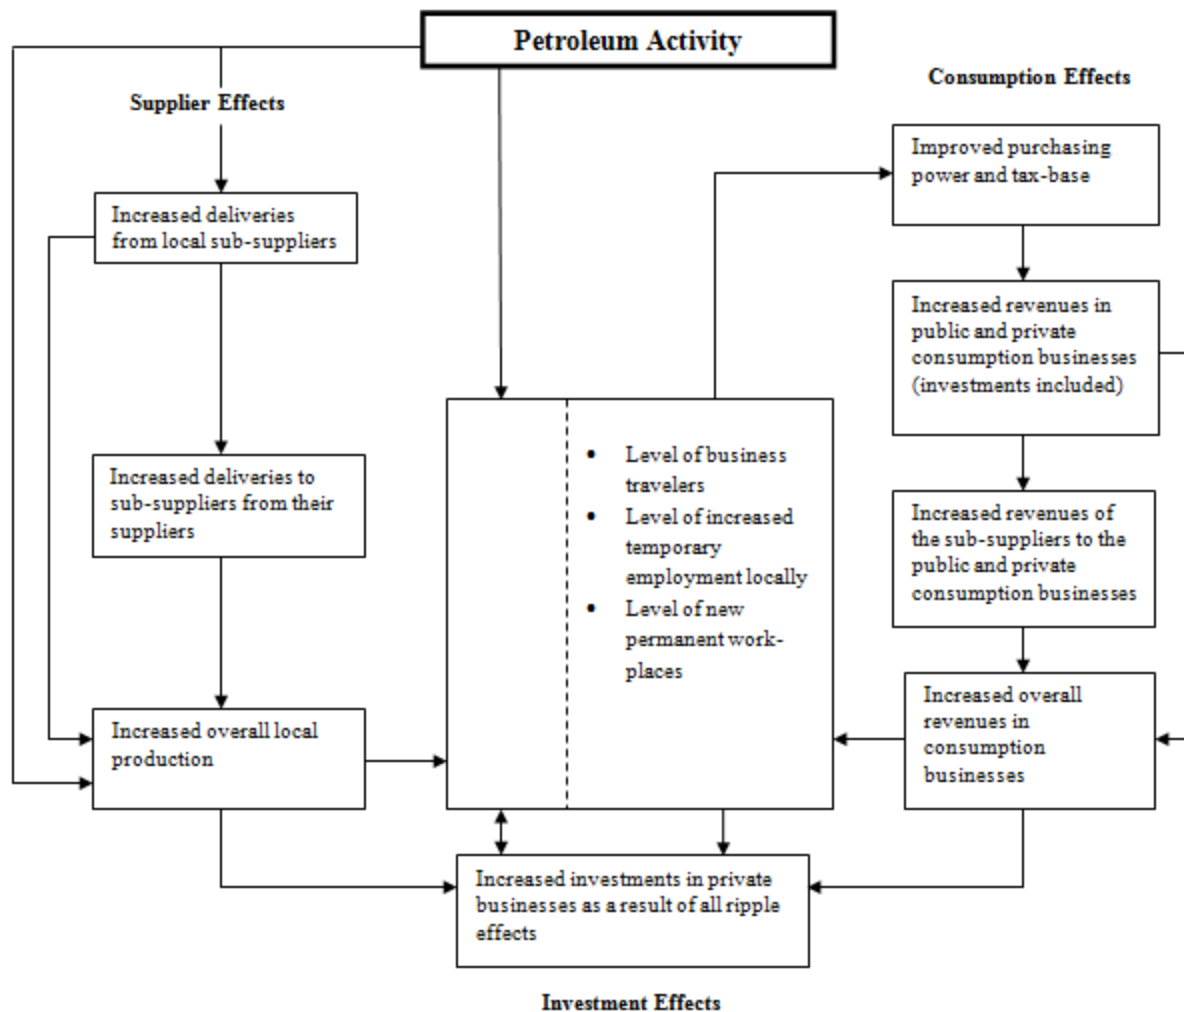 Petroleum Activity
Supplier Effects
Consumption Effects
Improved purchasing
power and tax-base
Increased deliveries
from local sub-suppliers
Increased revenues in
public and private
consumption businesses
(investments included)
• Level of business
travelers
• Level of increased
temporary
employment locally
• Level of new
permanent work-
places
Increased deliveries to
sub-suppliers from their
suppliers
Increased revenues of
the sub-suppliers to the
public and private
consumption businesses
Increased overall local
production
Increased overall
revenues in
consumption
businesses
Increased investments in private
businesses as a result of all ripple
effects
Investment Effects